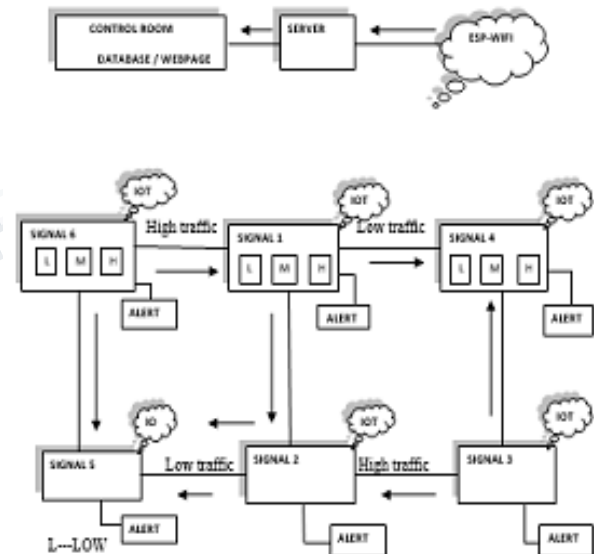 CONTROL ROOM
DATABASE / WEBPAGE
SERVER
ESP-WIFI
IOT
IOT
IOT
SIGNAL 6
L M H
High traffic
SIGNAL 1
L M H
Low traffic
SIGNAL 4
L M H
ALERT
ALERT
ALERT
IO
IOT
IOT
SIGNAL 5
Low traffic
SIGNAL 2
High traffic
SIGNAL 3
ALERT
ALERT
ALERT
L---LOW